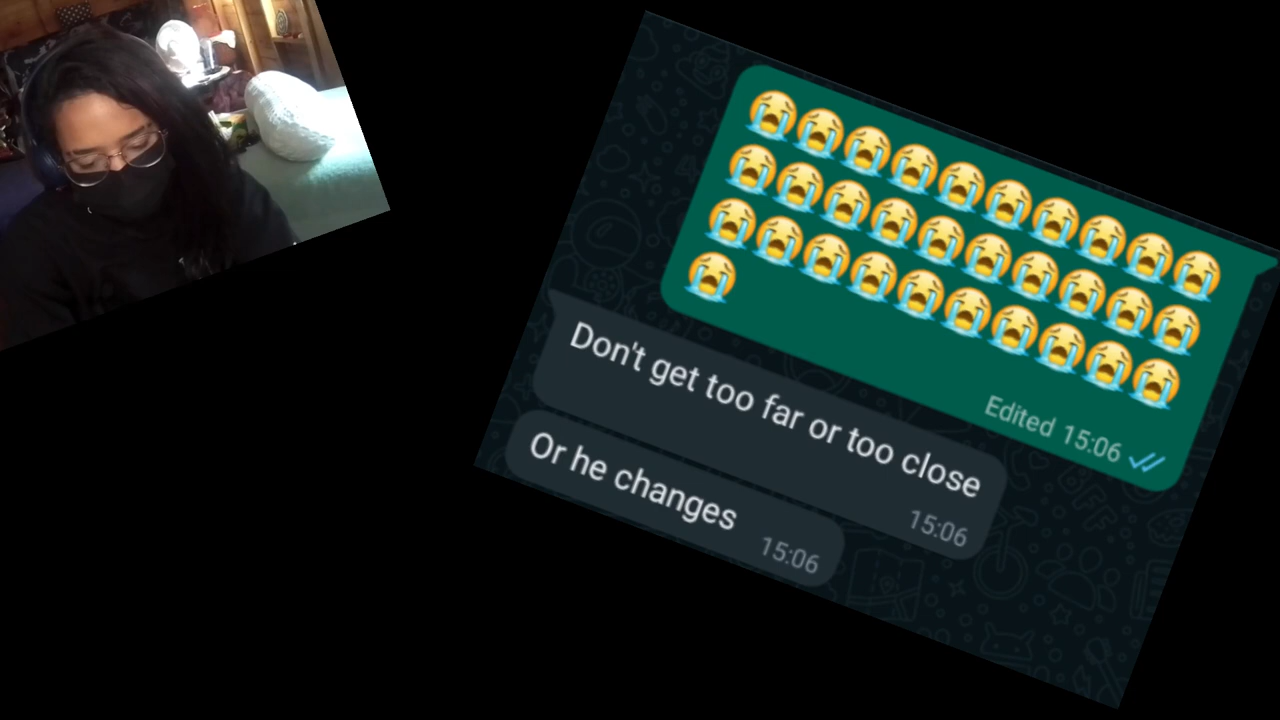 😭😭😭😭😭😭😭😭😭😭
😭😭😭😭😭😭😭😭😭😭
😭😭😭😭😭😭😭😭😭😭
😭
Edited 15:06
Don't get too far or too close
15:06
Or he changes
15:06